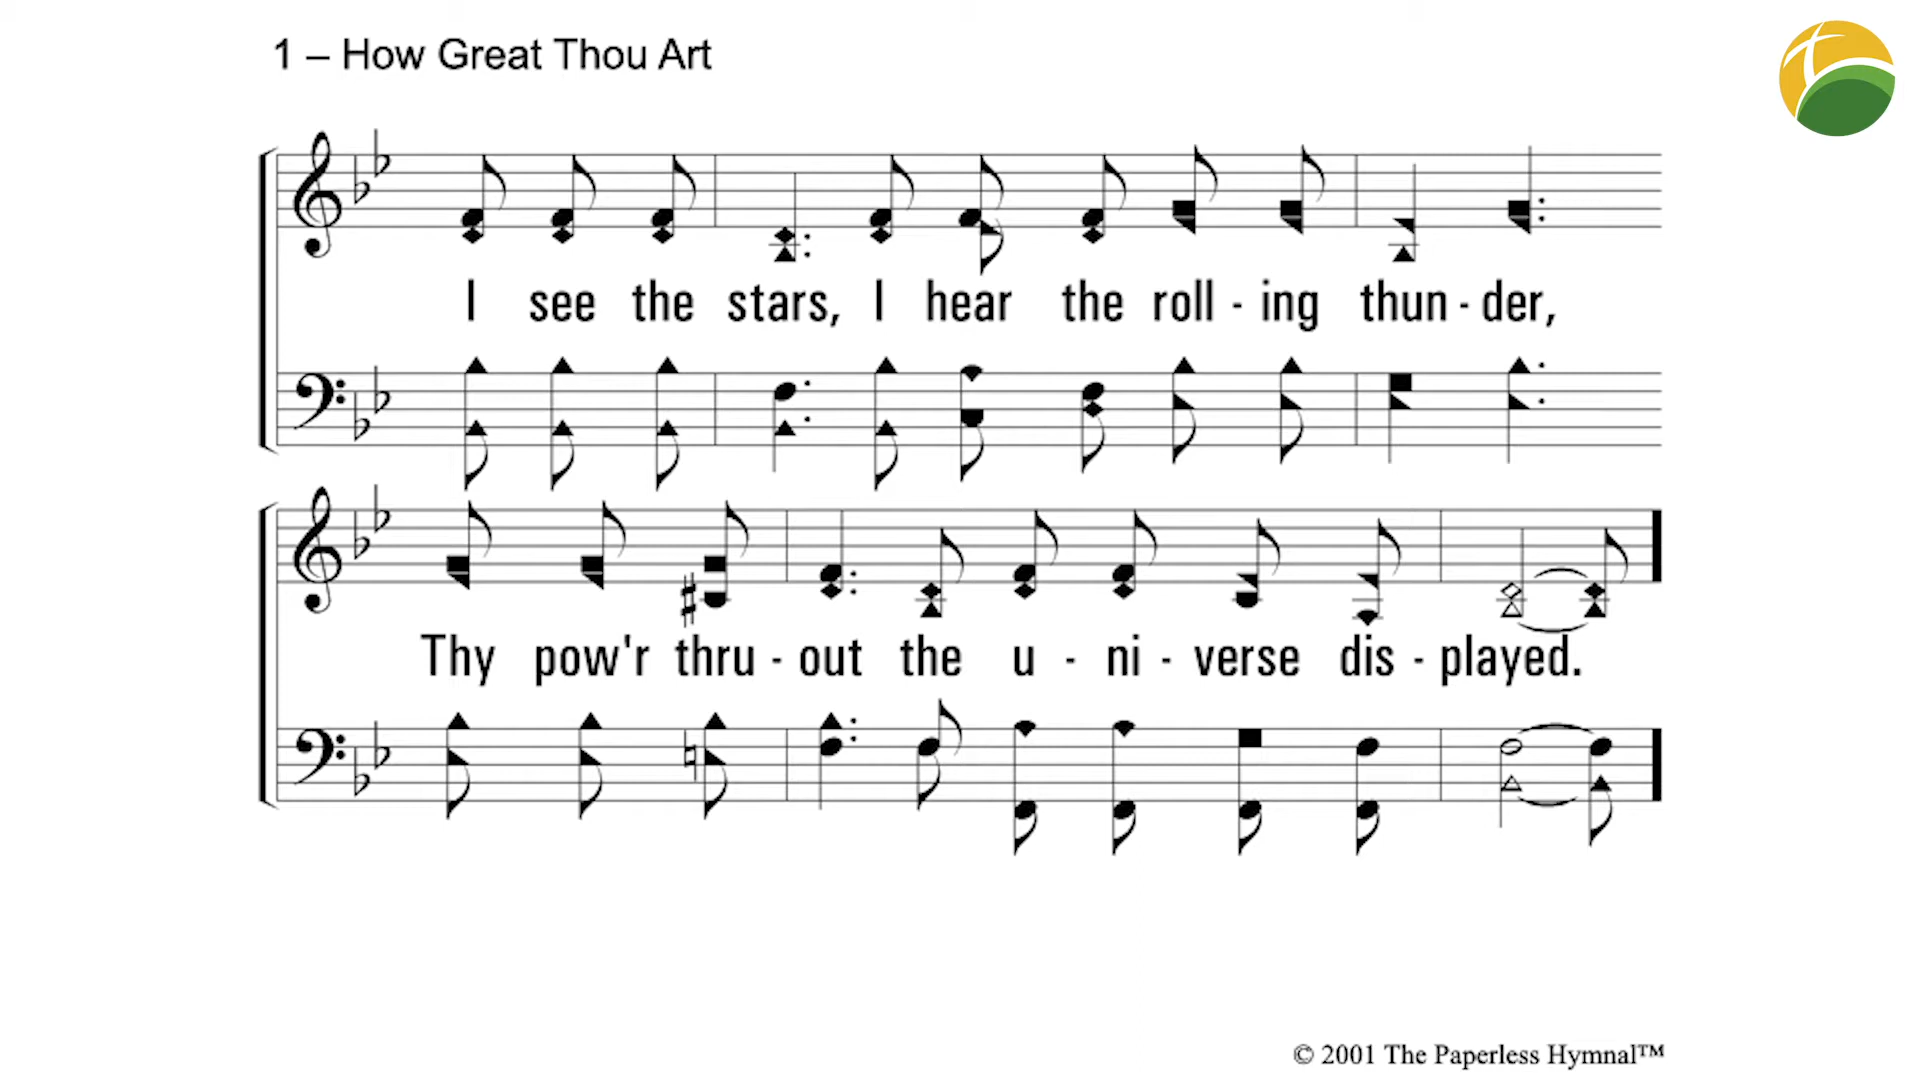 1 – How Great Thou Art
I see the stars, I hear the roll - ing thun - der,
Thy pow'r thru - out the u - ni - verse dis - played.
© 2001 The Paperless Hymnal™